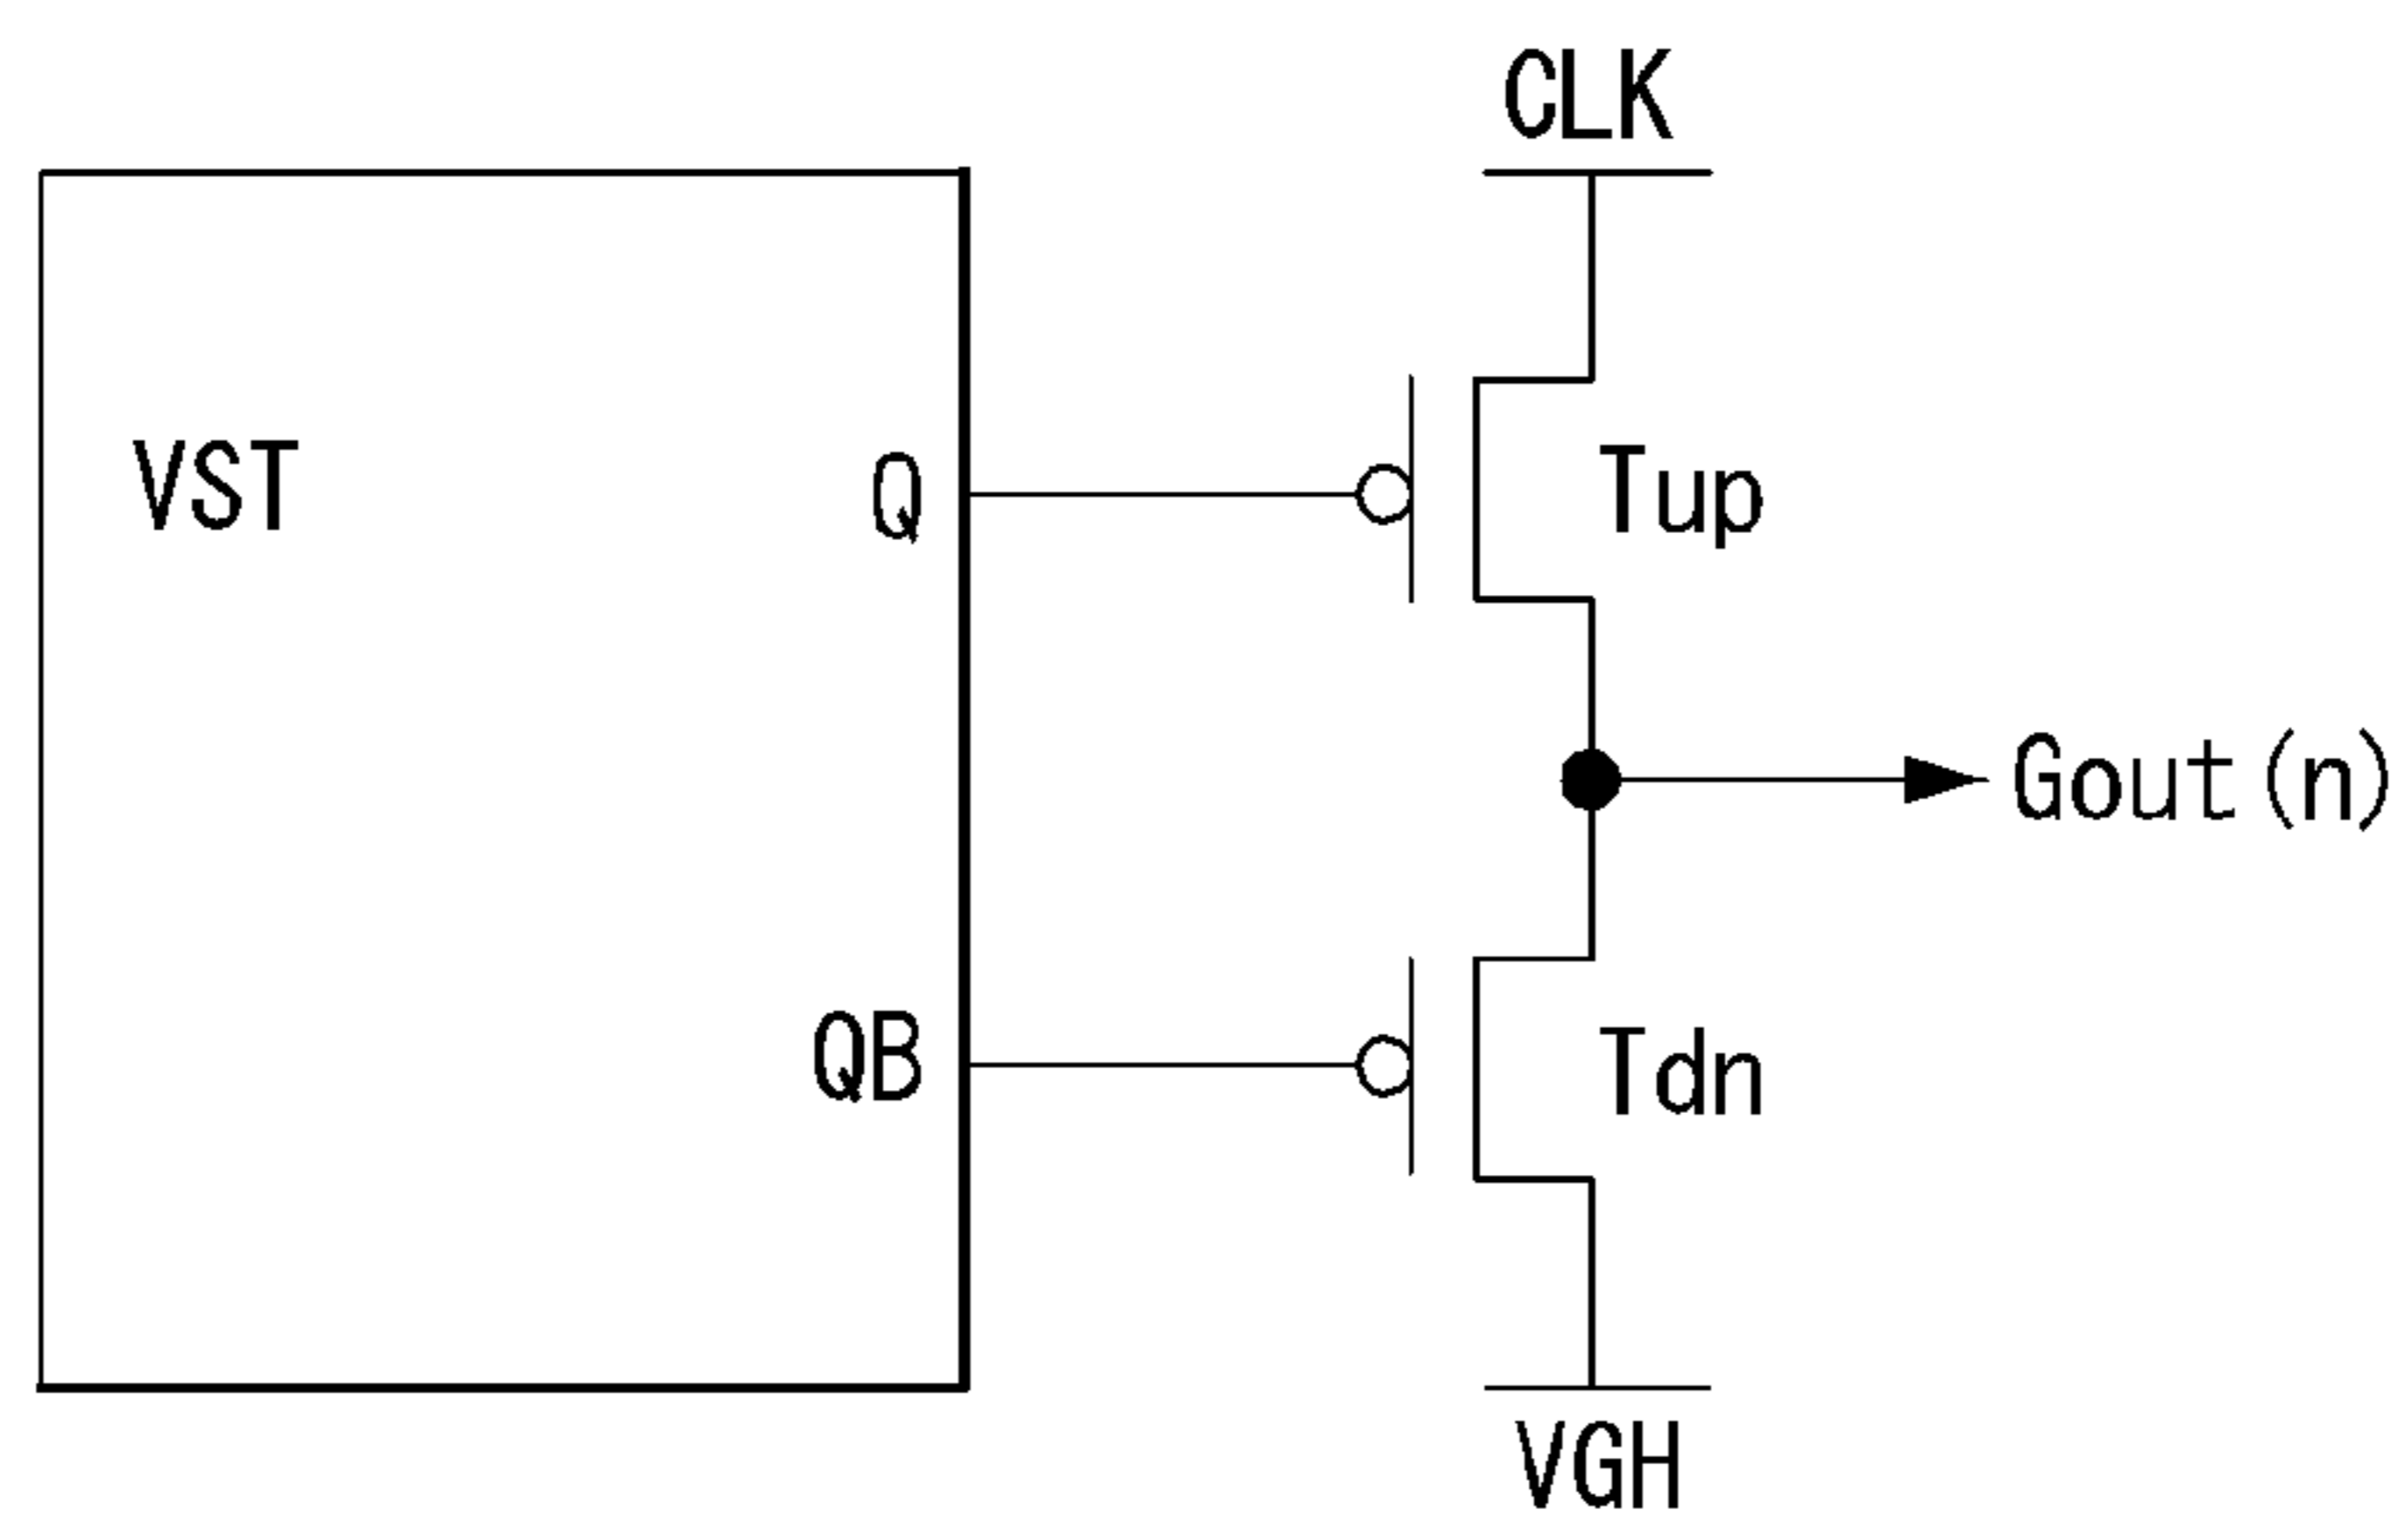 CLK
VST
Q
Tup
Gout(n)
QB
Tdn
VGH